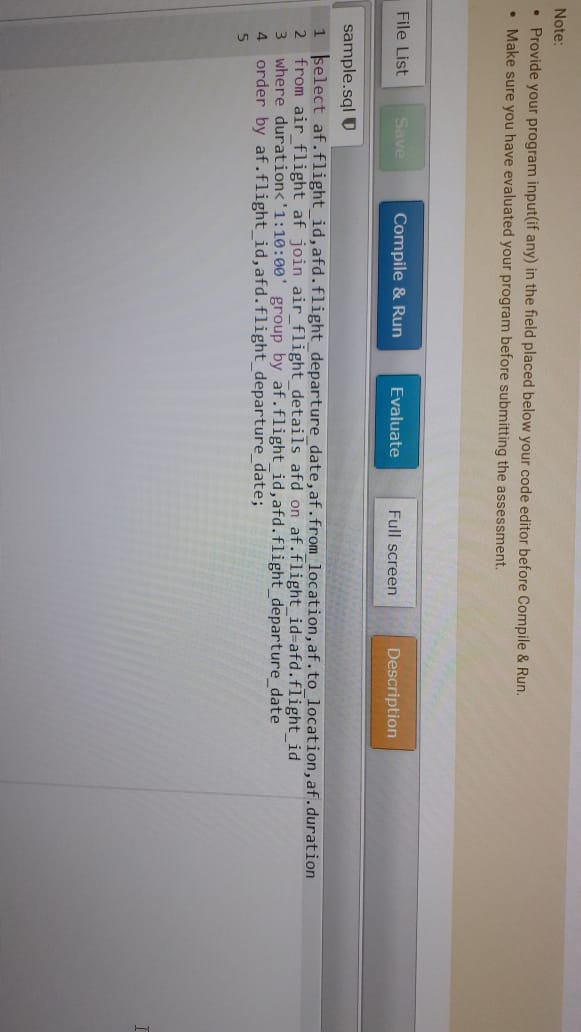 Note:
• Provide your program input(if any) in the field placed below your code editor before Compile & Run.
• Make sure you have evaluated your program before submitting the assessment.
File List Save Compile & Run Evaluate Full screen Description
sample.sql
1 select af.flight_id,afd.flight_departure_date,af.from_location,af.to_location,af.duration
2 from air_flight af join air_flight_details afd on af.flight_id=afd.flight_id
3 where duration<'1:10:00' group by af.flight_id,afd.flight_departure_date
4 order by af.flight_id,afd.flight_departure_date;
5